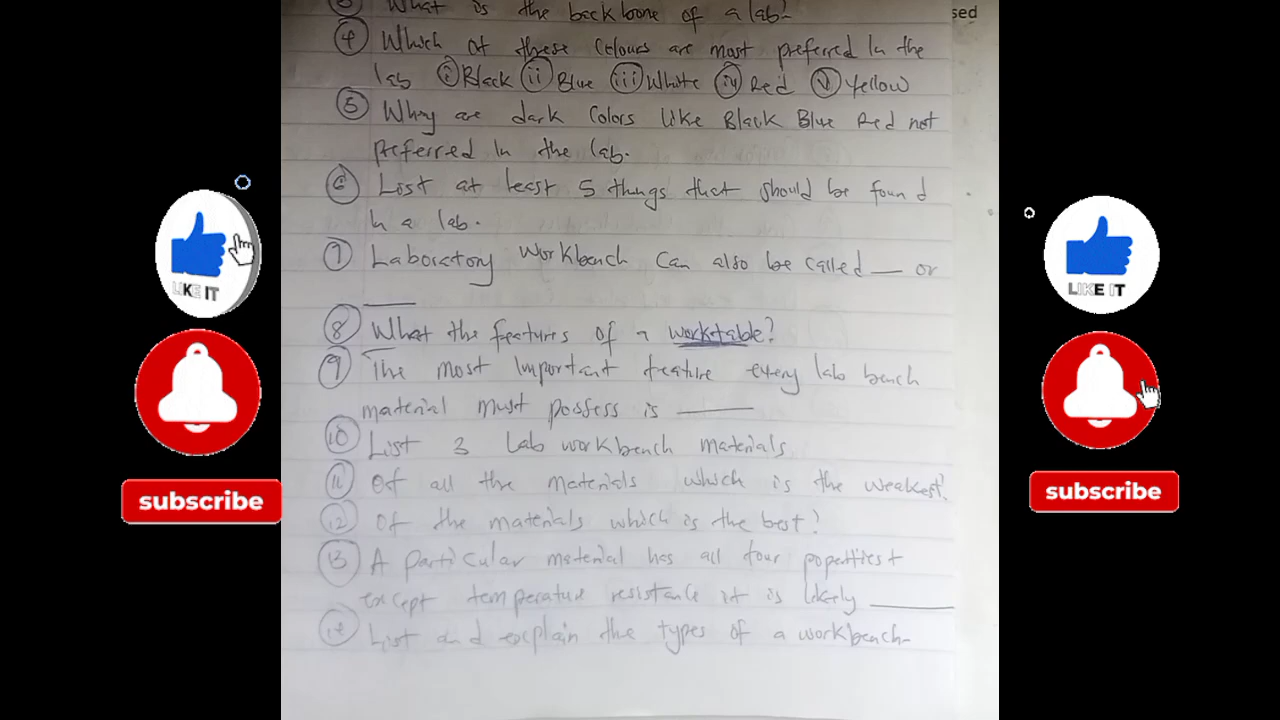 sed
3 What is the backbone of a lab?
4 Which of these Colours are most preferred In the
lab i Black ii Blue iii White iv Red v Yellow
5 Whay are dark Colors like Black Blue Red not
preferred In the lab.
6 List at least 5 things that should be found
In a lab.
7 Laboratory Workbench Can also be called __ or
__
8 What the features of a worktable?
9 The most Important feature every lab bench
material must possess is ____
10 List 3 Lab workbench materials
11 Of all the materials which is the weakest?
12 Of the materials which is the best?
13 A particular material has all four
except temperature resistance it is likely ____
14 List and explain the types of a workbench
LIKE IT
subscribe
LIKE IT
subscribe